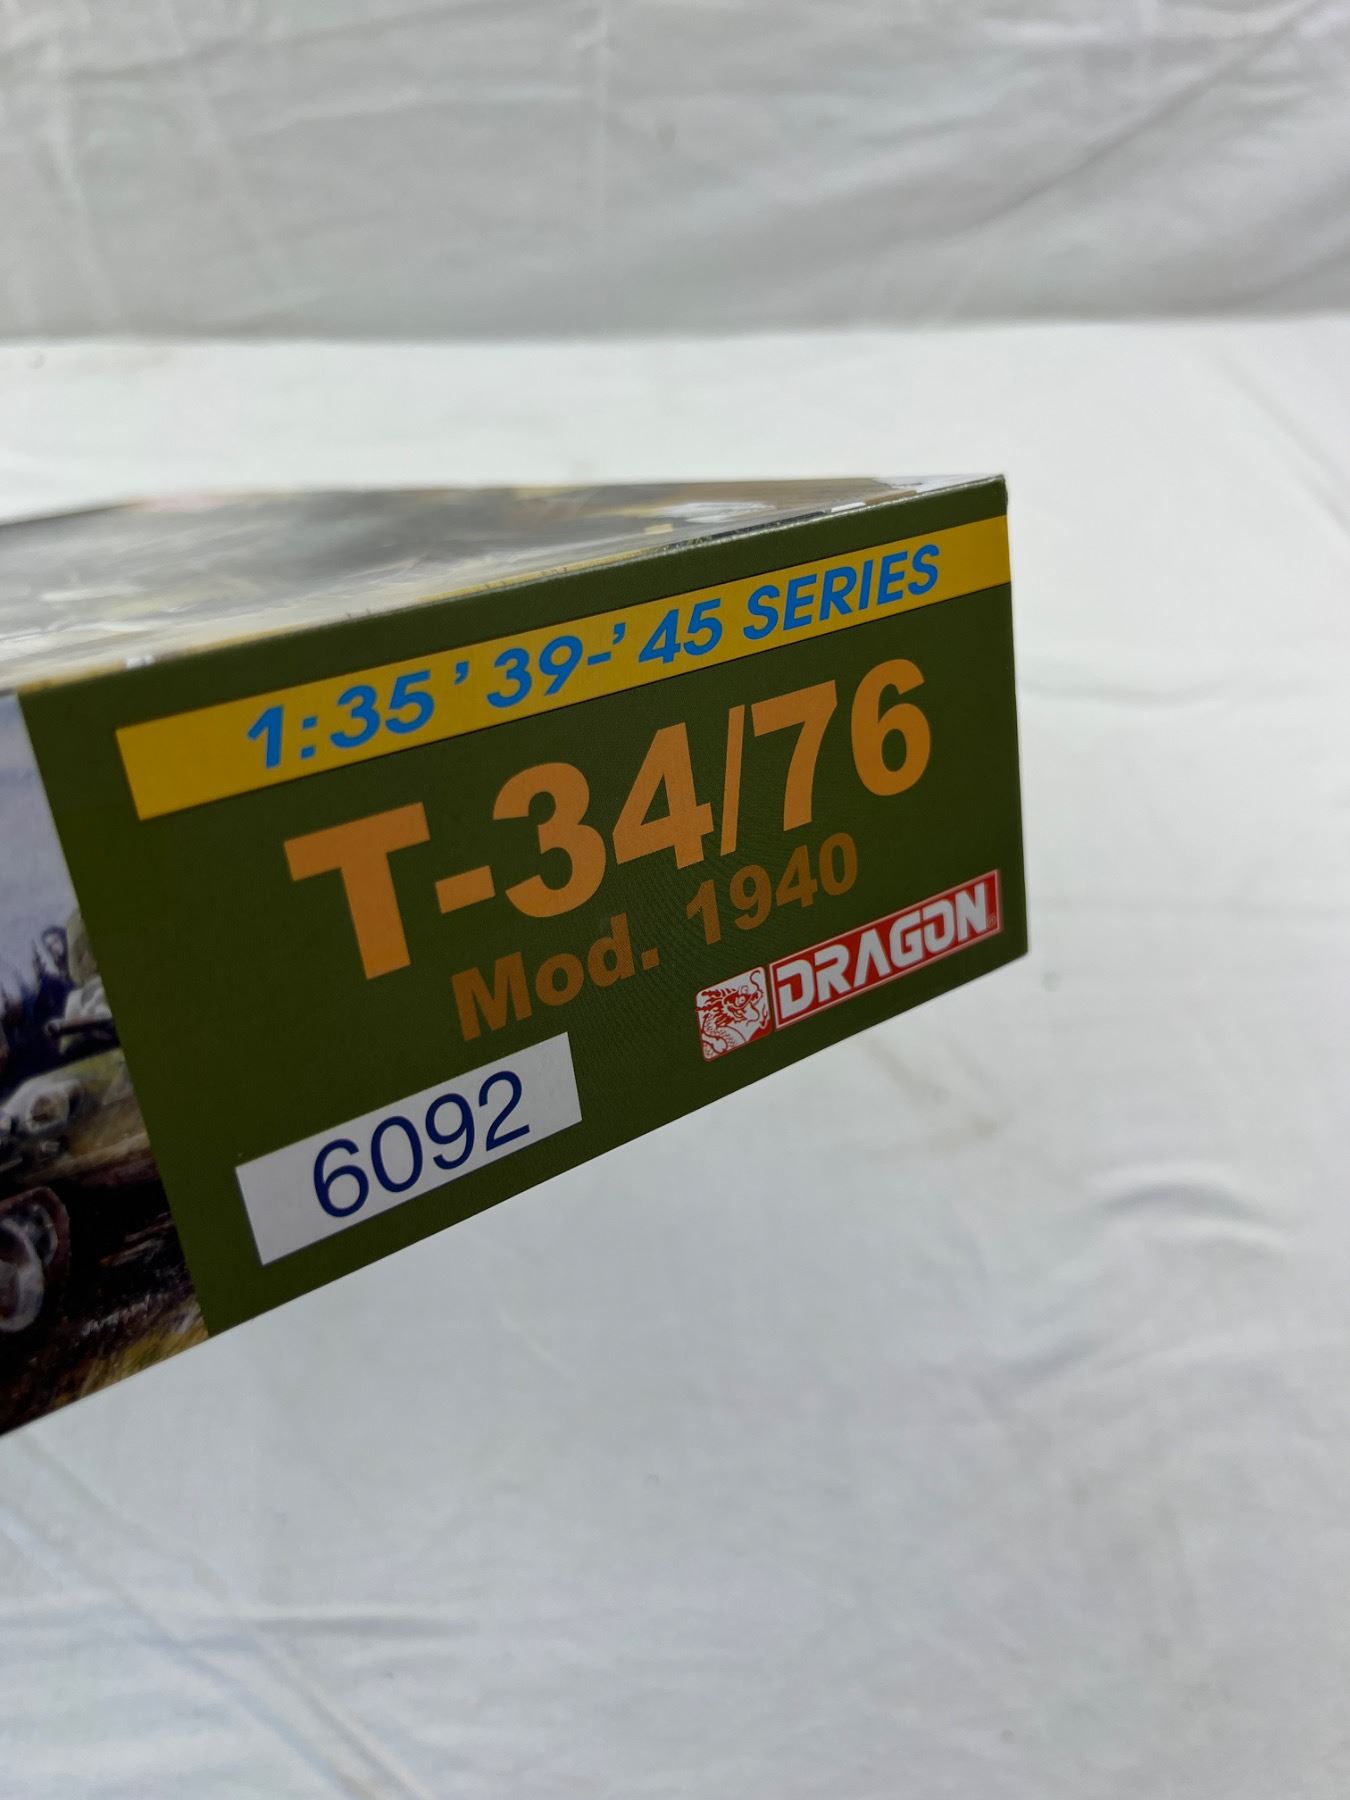 1:35 '39-'45 SERIES
T-34/76
Mod. 1940
DRAGON®
6092